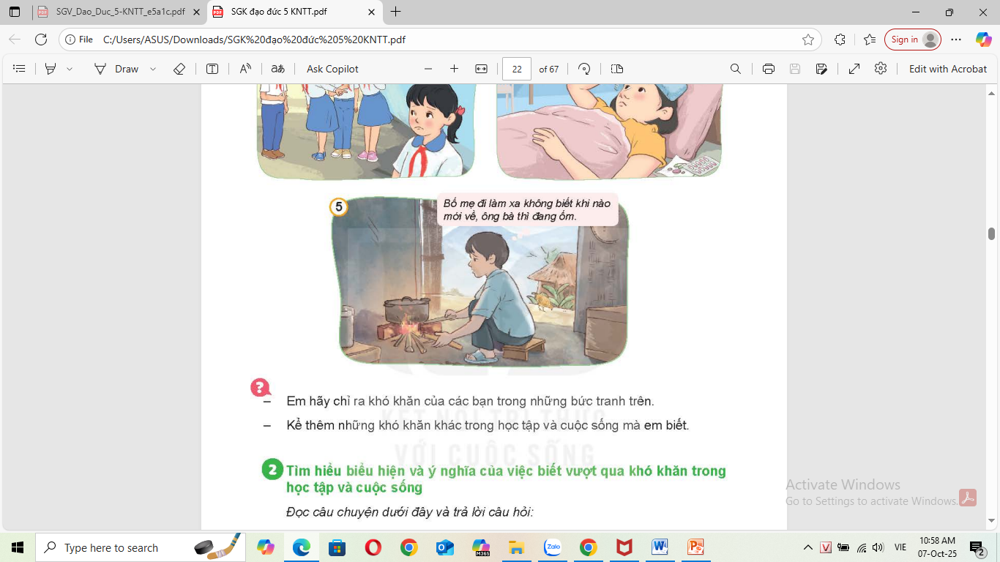 SGV_Dao_Duc_5-KNTT_e5a1c.pdf
SGK đạo đức 5 KNTT.pdf
File C:/Users/ASUS/Downloads/SGK%20đạo%20đức%205%20KNTT.pdf
Sign in
Draw
Ask Copilot
22 of 67
Edit with Acrobat
5
Bố mẹ đi làm xa không biết khi nào
mới về, ông bà thì đang ốm.
?
– Em hãy chỉ ra khó khăn của các bạn trong những bức tranh trên.
– Kể thêm những khó khăn khác trong học tập và cuộc sống mà em biết.
KẾT NỐI TRI THỨC
VỚI CUỘC SỐNG
2 Tìm hiểu biểu hiện và ý nghĩa của việc biết vượt qua khó khăn trong
học tập và cuộc sống
Đọc câu chuyện dưới đây và trả lời câu hỏi:
Activate Windows
Go to Settings to activate Windows.
Type here to search
M365
Zalo
VIE
10:58 AM
07-Oct-25
2